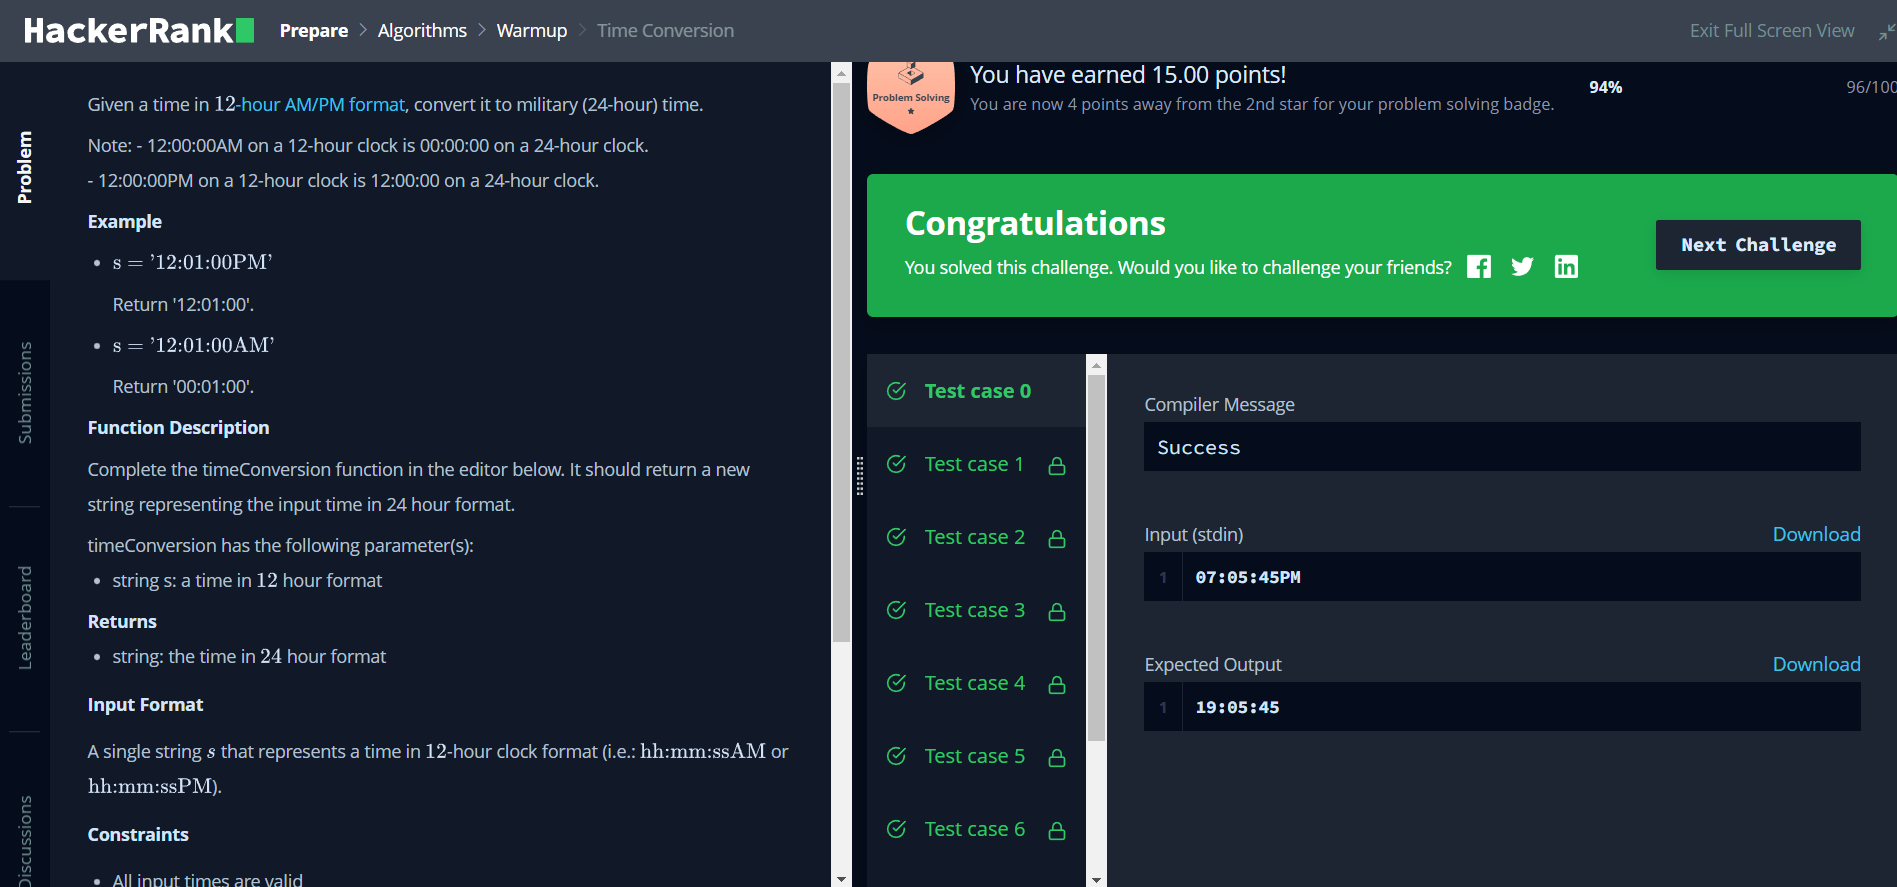 HackerRank
Prepare > Algorithms > Warmup > Time Conversion
Exit Full Screen View
Problem
Submissions
Leaderboard
Discussions
Given a time in 12-hour AM/PM format, convert it to military (24-hour) time.
Note: - 12:00:00AM on a 12-hour clock is 00:00:00 on a 24-hour clock.
- 12:00:00PM on a 12-hour clock is 12:00:00 on a 24-hour clock.
Example
• s = ’12:01:00PM’
Return '12:01:00'.
• s = ’12:01:00AM’
Return '00:01:00'.
Function Description
Complete the timeConversion function in the editor below. It should return a new
string representing the input time in 24 hour format.
timeConversion has the following parameter(s):
• string s: a time in 12 hour format
Returns
• string: the time in 24 hour format
Input Format
A single string s that represents a time in 12-hour clock format (i.e.: hh:mm:ssAM or
hh:mm:ssPM).
Constraints
• All input times are valid
Problem Solving
You have earned 15.00 points!
You are now 4 points away from the 2nd star for your problem solving badge.
94%
96/100
Congratulations
You solved this challenge. Would you like to challenge your friends?
Next Challenge
Test case 0
Test case 1
Test case 2
Test case 3
Test case 4
Test case 5
Test case 6
Compiler Message
Success
Input (stdin)
Download
1 07:05:45PM
Expected Output
Download
1 19:05:45